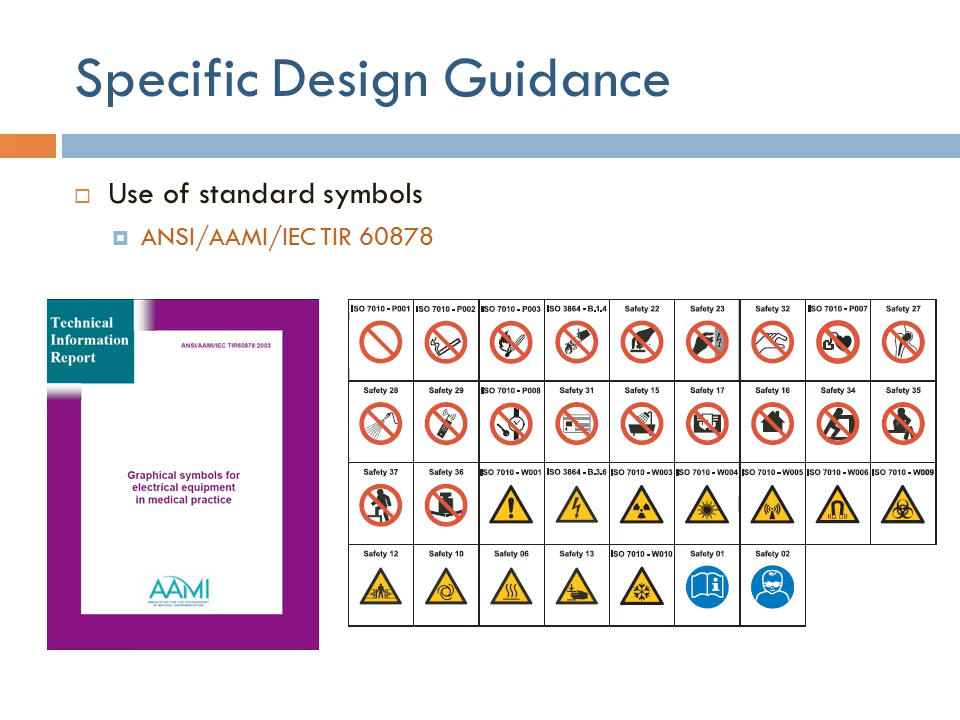 Specific Design Guidance
Use of standard symbols
ANSI/AAMI/IEC TIR 60878
Technical
Information
Report
ANSI/AAMI/IEC TIR60878:2003
Graphical symbols for
electrical equipment
in medical practice
AAMI
ISO 7010 - P001 ISO 7010 - P002 ISO 7010 - P003 ISO 3864 - B.1.4 Safety 22 Safety 23 Safety 32 ISO 7010 - P007 Safety 27
Safety 28 Safety 29 ISO 7010 - P008 Safety 31 Safety 15 Safety 17 Safety 16 Safety 34 Safety 35
Safety 37 Safety 36 ISO 7010 - W001 ISO 3864 - B.3.6 ISO 7010 - W003 ISO 7010 - W004 ISO 7010 - W005 ISO 7010 - W006 ISO 7010 - W009
Safety 12 Safety 10 Safety 06 Safety 13 ISO 7010 - W010 Safety 01 Safety 02